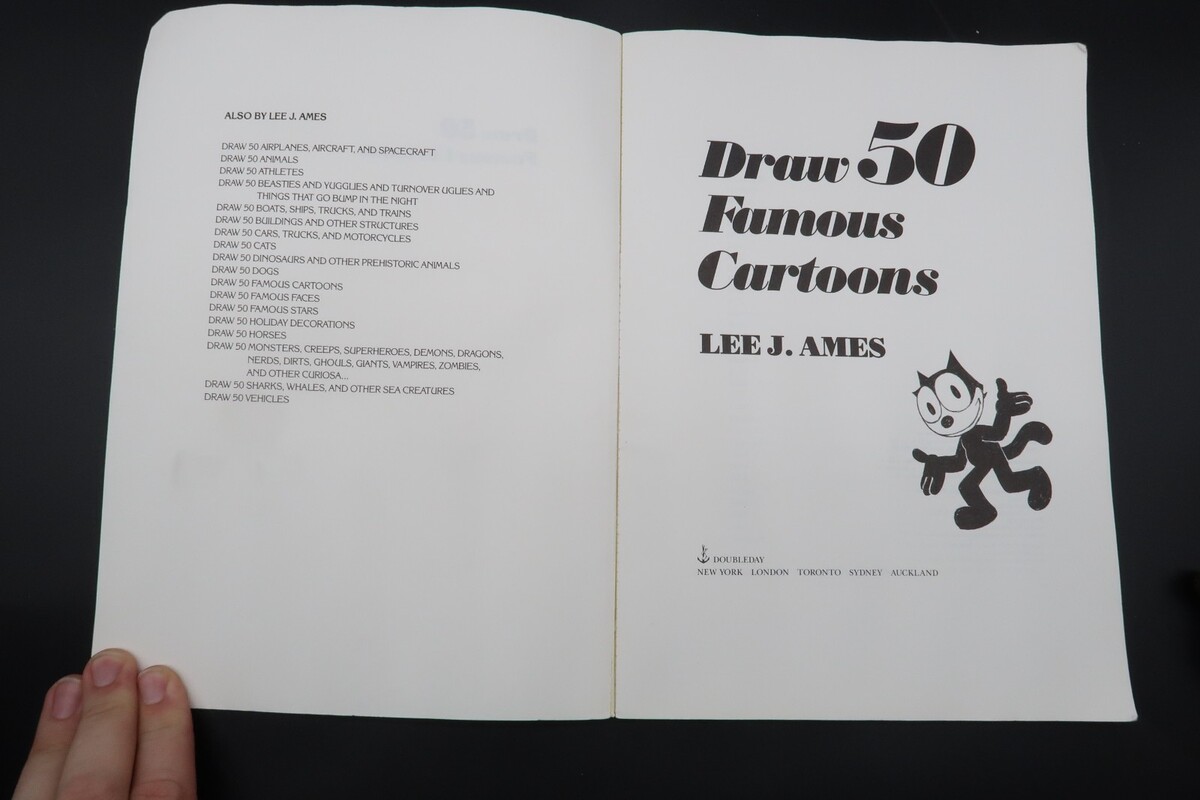 ALSO BY LEE J. AMES
DRAW 50 AIRPLANES, AIRCRAFT, AND SPACECRAFT
DRAW 50 ANIMALS
DRAW 50 ATHLETES
DRAW 50 BEASTIES AND YUGGLIES AND TURNOVER UGLIES AND
THINGS THAT GO BUMP IN THE NIGHT
DRAW 50 BOATS, SHIPS, TRUCKS, AND TRAINS
DRAW 50 BUILDINGS AND OTHER STRUCTURES
DRAW 50 CARS, TRUCKS, AND MOTORCYCLES
DRAW 50 CATS
DRAW 50 DINOSAURS AND OTHER PREHISTORIC ANIMALS
DRAW 50 DOGS
DRAW 50 FAMOUS CARTOONS
DRAW 50 FAMOUS FACES
DRAW 50 FAMOUS STARS
DRAW 50 HOLIDAY DECORATIONS
DRAW 50 HORSES
DRAW 50 MONSTERS, CREEPS, SUPERHEROES, DEMONS, DRAGONS,
NERDS, DIRTS, GHOULS, GIANTS, VAMPIRES, ZOMBIES,
AND OTHER CURIOSA...
DRAW 50 SHARKS, WHALES, AND OTHER SEA CREATURES
DRAW 50 VEHICLES
Draw 50
Famous
Cartoons
LEE J. AMES
DOUBLEDAY
NEW YORK LONDON TORONTO SYDNEY AUCKLAND